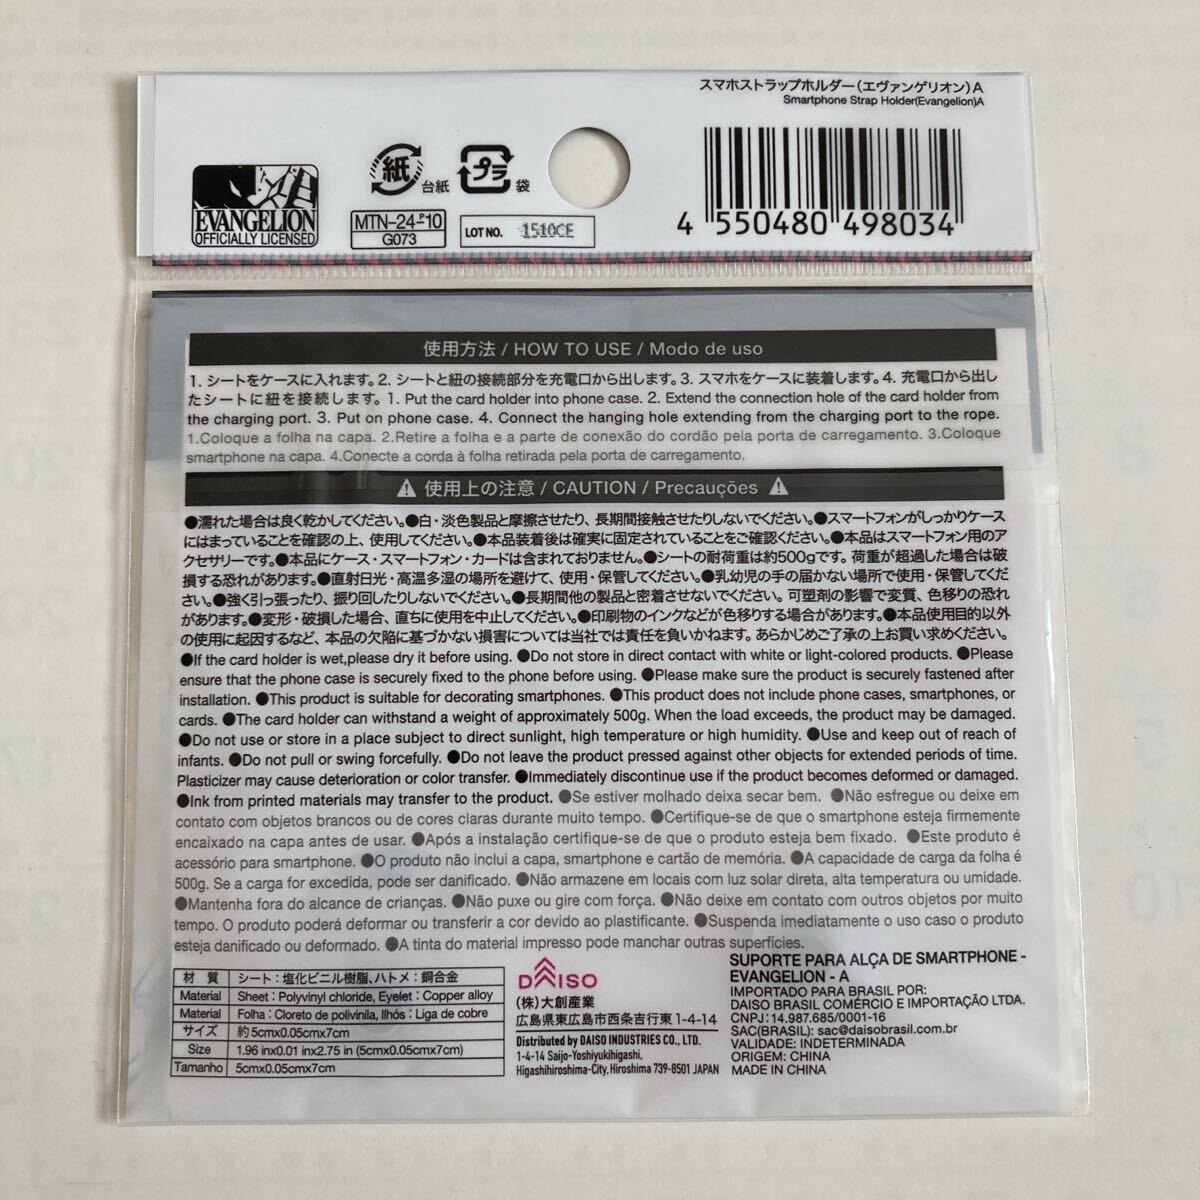 スマホストラップホルダー(エヴァンゲリオン)A
Smartphone Strap Holder(Evangelion)A
EVANGELION
OFFICIALLY LICENSED
紙 台紙
プラ 袋
MTN-24-P10
G073
LOT NO. 1510CE
4 550480 498034
使用方法 / HOW TO USE / Modo de uso
1. シートをケースに入れます。2. シートと紐の接続部分を充電口から出します。3. スマホをケースに装着します。4. 充電口から出し
たシートに紐を接続します。1. Put the card holder into phone case. 2. Extend the connection hole of the card holder from
the charging port. 3. Put on phone case. 4. Connect the hanging hole extending from the charging port to the rope.
1.Coloque a folha na capa. 2.Retire a folha e a parte de conexão do cordão pela porta de carregamento. 3.Coloque
smartphone na capa. 4.Conecte a corda à folha retirada pela porta de carregamento.
⚠ 使用上の注意 / CAUTION / Precauções ⚠
●濡れた場合は良く乾かしてください。●白・淡色製品と摩擦させたり、長期間接触させたりしないでください。●スマートフォンがしっかりケース
にはまっていることを確認の上、使用してください。●本品装着後は確実に固定されていることをご確認ください。●本品はスマートフォン用のア
クセサリーです。●本品にケース・スマートフォン・カードは含まれておりません。●シートの耐荷重は約500gです。荷重が超過した場合は破
損する恐れがあります。●直射日光・高温多湿の場所を避けて、使用・保管してください。●乳幼児の手の届かない場所で使用・保管してくだ
さい。●強く引っ張ったり、振り回したりしないでください。●長期間他の製品と密着させないでください。可塑剤の影響で変質、色移りの恐れ
があります。●変形・破損した場合、直ちに使用を中止してください。●印刷物のインクなどが色移りする場合があります。●本品使用目的以外
の使用に起因するなど、本品の欠陥に基づかない損害については当社では責任を負いかねます。あらかじめご了承の上お買い求めください。
●If the card holder is wet,please dry it before using. ●Do not store in direct contact with white or light-colored products. ●Please
ensure that the phone case is securely fixed to the phone before using. ●Please make sure the product is securely fastened after
installation. ●This product is suitable for decorating smartphones. ●This product does not include phone cases, smartphones, or
cards. ●The card holder can withstand a weight of approximately 500g. When the load exceeds, the product may be damaged.
●Do not use or store in a place subject to direct sunlight, high temperature or high humidity. ●Use and keep out of reach of
infants. ●Do not pull or swing forcefully. ●Do not leave the product pressed against other objects for extended periods of time.
Plasticizer may cause deterioration or color transfer. ●Immediately discontinue use if the product becomes deformed or damaged.
●Ink from printed materials may transfer to the product. ●Se estiver molhado deixa secar bem. ●Não esfregue ou deixe em
contato com objetos brancos ou de cores claras durante muito tempo. ●Certifique-se de que o smartphone esteja firmemente
encaixado na capa antes de usar. ●Após a instalação certifique-se de que o produto esteja bem fixado. ●Este produto é
acessório para smartphone. ●O produto não inclui a capa, smartphone e cartão de memória. ●A capacidade de carga da folha é
500g. Se a carga for excedida, pode ser danificado. ●Não armazene em locais com luz solar direta, alta temperatura ou umidade.
●Mantenha fora do alcance de crianças. ●Não puxe ou gire com força. ●Não deixe em contato com outros objetos por muito
tempo. O produto poderá deformar ou transferir a cor devido ao plastificante. ●Suspenda imediatamente o uso caso o produto
esteja danificado ou deformado. ●A tinta do material impresso pode manchar outras superfícies.
材 質 シート:塩化ビニル樹脂、ハトメ:銅合金
Material Sheet : Polyvinyl chloride, Eyelet : Copper alloy
Material Folha : Cloreto de polivinila, Ilhós : Liga de cobre
サイズ 約5cmx0.05cmx7cm
Size 1.96 inx0.01 inx2.75 in (5cmx0.05cmx7cm)
Tamanho 5cmx0.05cmx7cm
DAISO
(株)大創産業
広島県東広島市西条吉行東1-4-14
Distributed by DAISO INDUSTRIES CO., LTD.
1-4-14 Saijo-Yoshiyukihigashi,
Higashihiroshima-City, Hiroshima 739-8501 JAPAN
SUPORTE PARA ALÇA DE SMARTPHONE -
EVANGELION - A
IMPORTADO PARA BRASIL POR:
DAISO BRASIL COMÉRCIO E IMPORTAÇÃO LTDA.
CNPJ: 14.987.685/0001-16
SAC(BRASIL): sac@daisobrasil.com.br
VALIDADE: INDETERMINADA
ORIGEM: CHINA
MADE IN CHINA